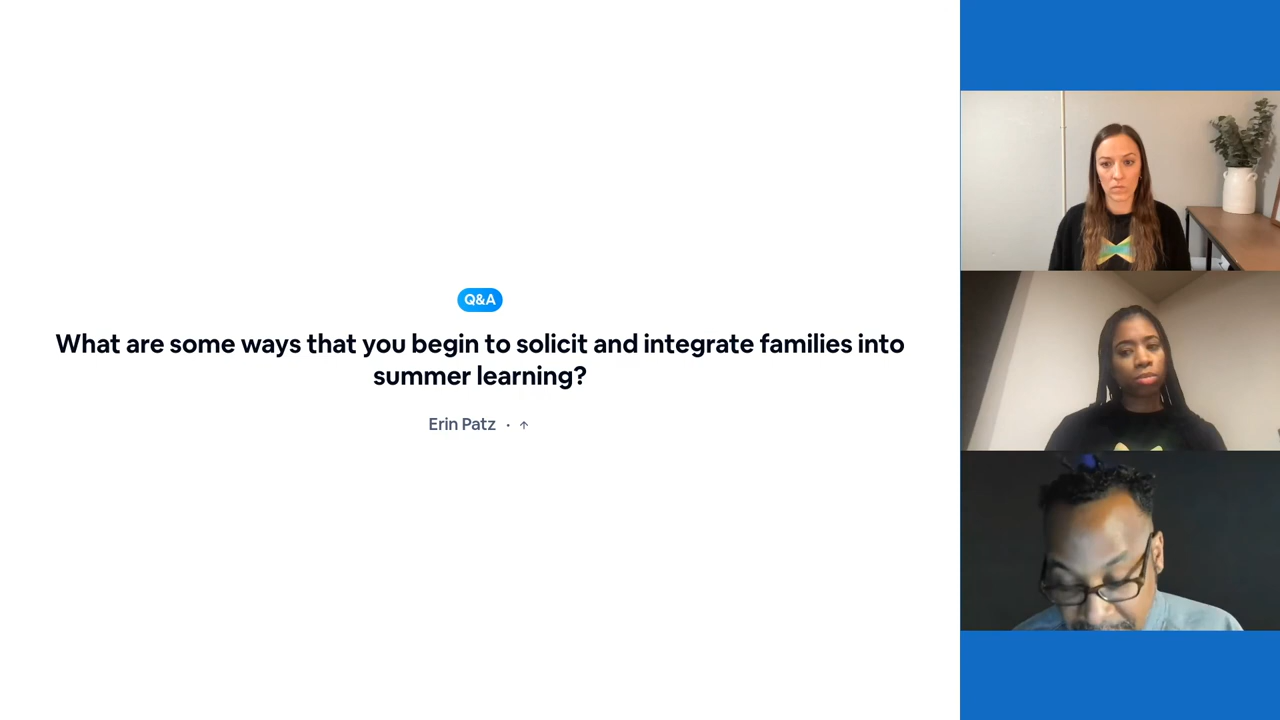 Q&A
What are some ways that you begin to solicit and integrate families into
summer learning?
Erin Patz · ↑